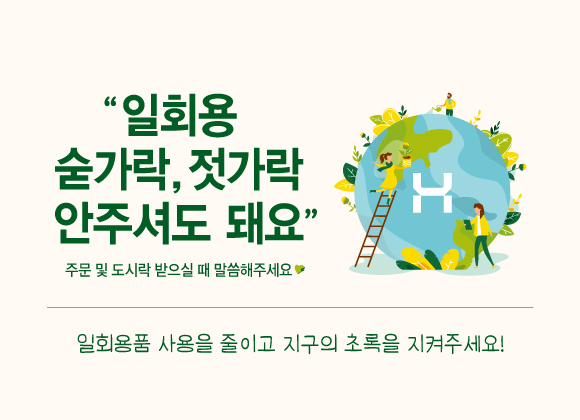 “일회용
숟가락, 젓가락
안주셔도 돼요”
주문 및 도시락 받으실 때 말씀해주세요
일회용품 사용을 줄이고 지구의 초록을 지켜주세요!